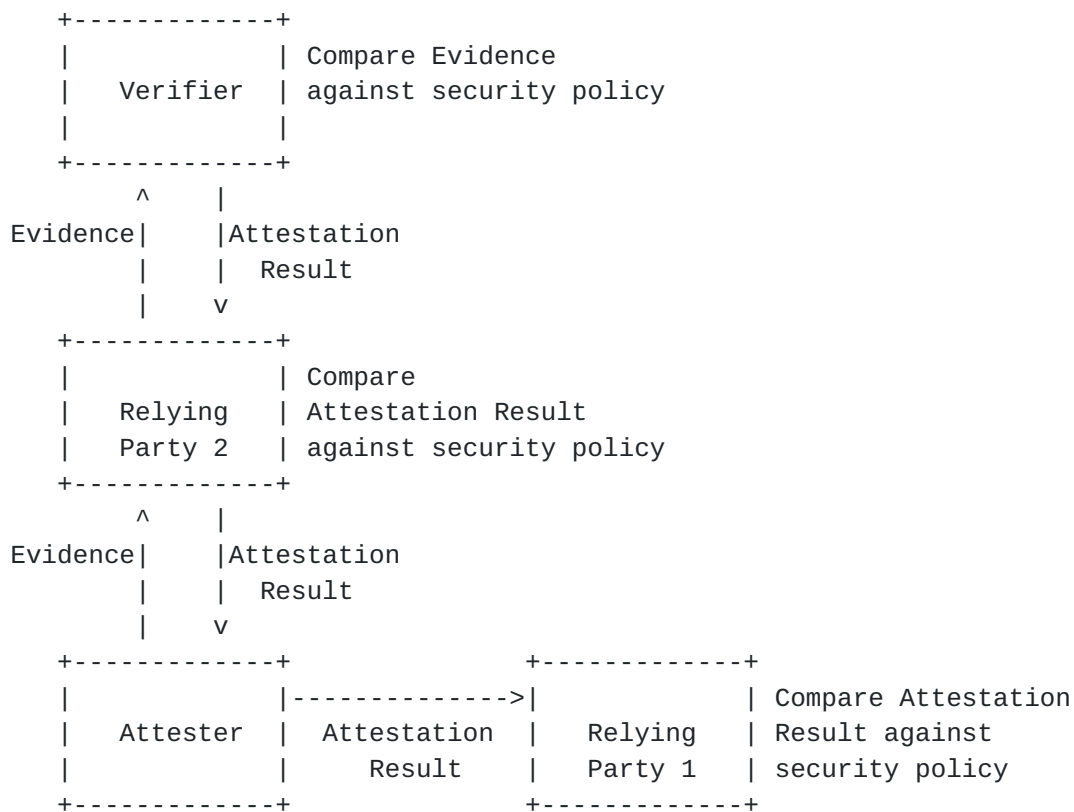 +-------------+
|             | Compare Evidence
|   Verifier  | against security policy
|             |
+-------------+
     ^    |
Evidence|    |Attestation
     |    |  Result
     |    v
+-------------+
|             | Compare
|   Relying   | Attestation Result
|   Party 2   | against security policy
+-------------+
     ^    |
Evidence|    |Attestation
     |    |  Result
     |    v
+-------------+               +-------------+
|             |-------------->|             | Compare Attestation
|   Attester  |  Attestation  |   Relying   | Result against
|             |     Result    |   Party 1   | security policy
+-------------+               +-------------+